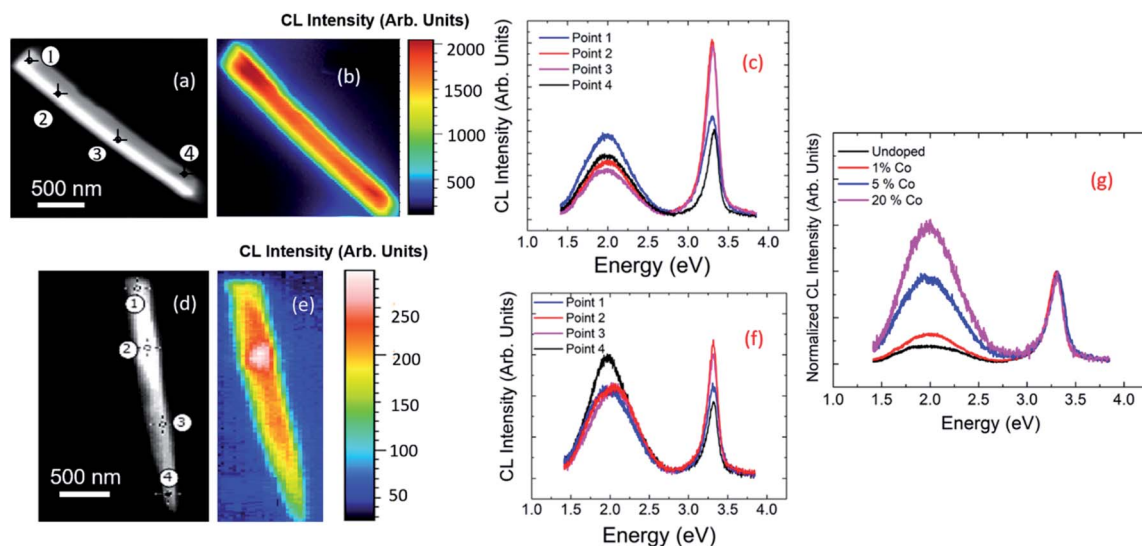 CL Intensity (Arb. Units)
(a)
1
2
3
4
500 nm
(b)
2000
1500
1000
500
CL Intensity (Arb. Units)
Point 1
Point 2
Point 3
Point 4
(c)
1.0 1.5 2.0 2.5 3.0 3.5 4.0
Energy (eV)
CL Intensity (Arb. Units)
(d)
1
2
3
4
500 nm
(e)
250
200
150
100
50
CL Intensity (Arb. Units)
Point 1
Point 2
Point 3
Point 4
(f)
1.0 1.5 2.0 2.5 3.0 3.5 4.0
Energy (eV)
Normalized CL Intensity (Arb. Units)
Undoped
1% Co
5 % Co
20 % Co
(g)
1.0 1.5 2.0 2.5 3.0 3.5 4.0
Energy (eV)